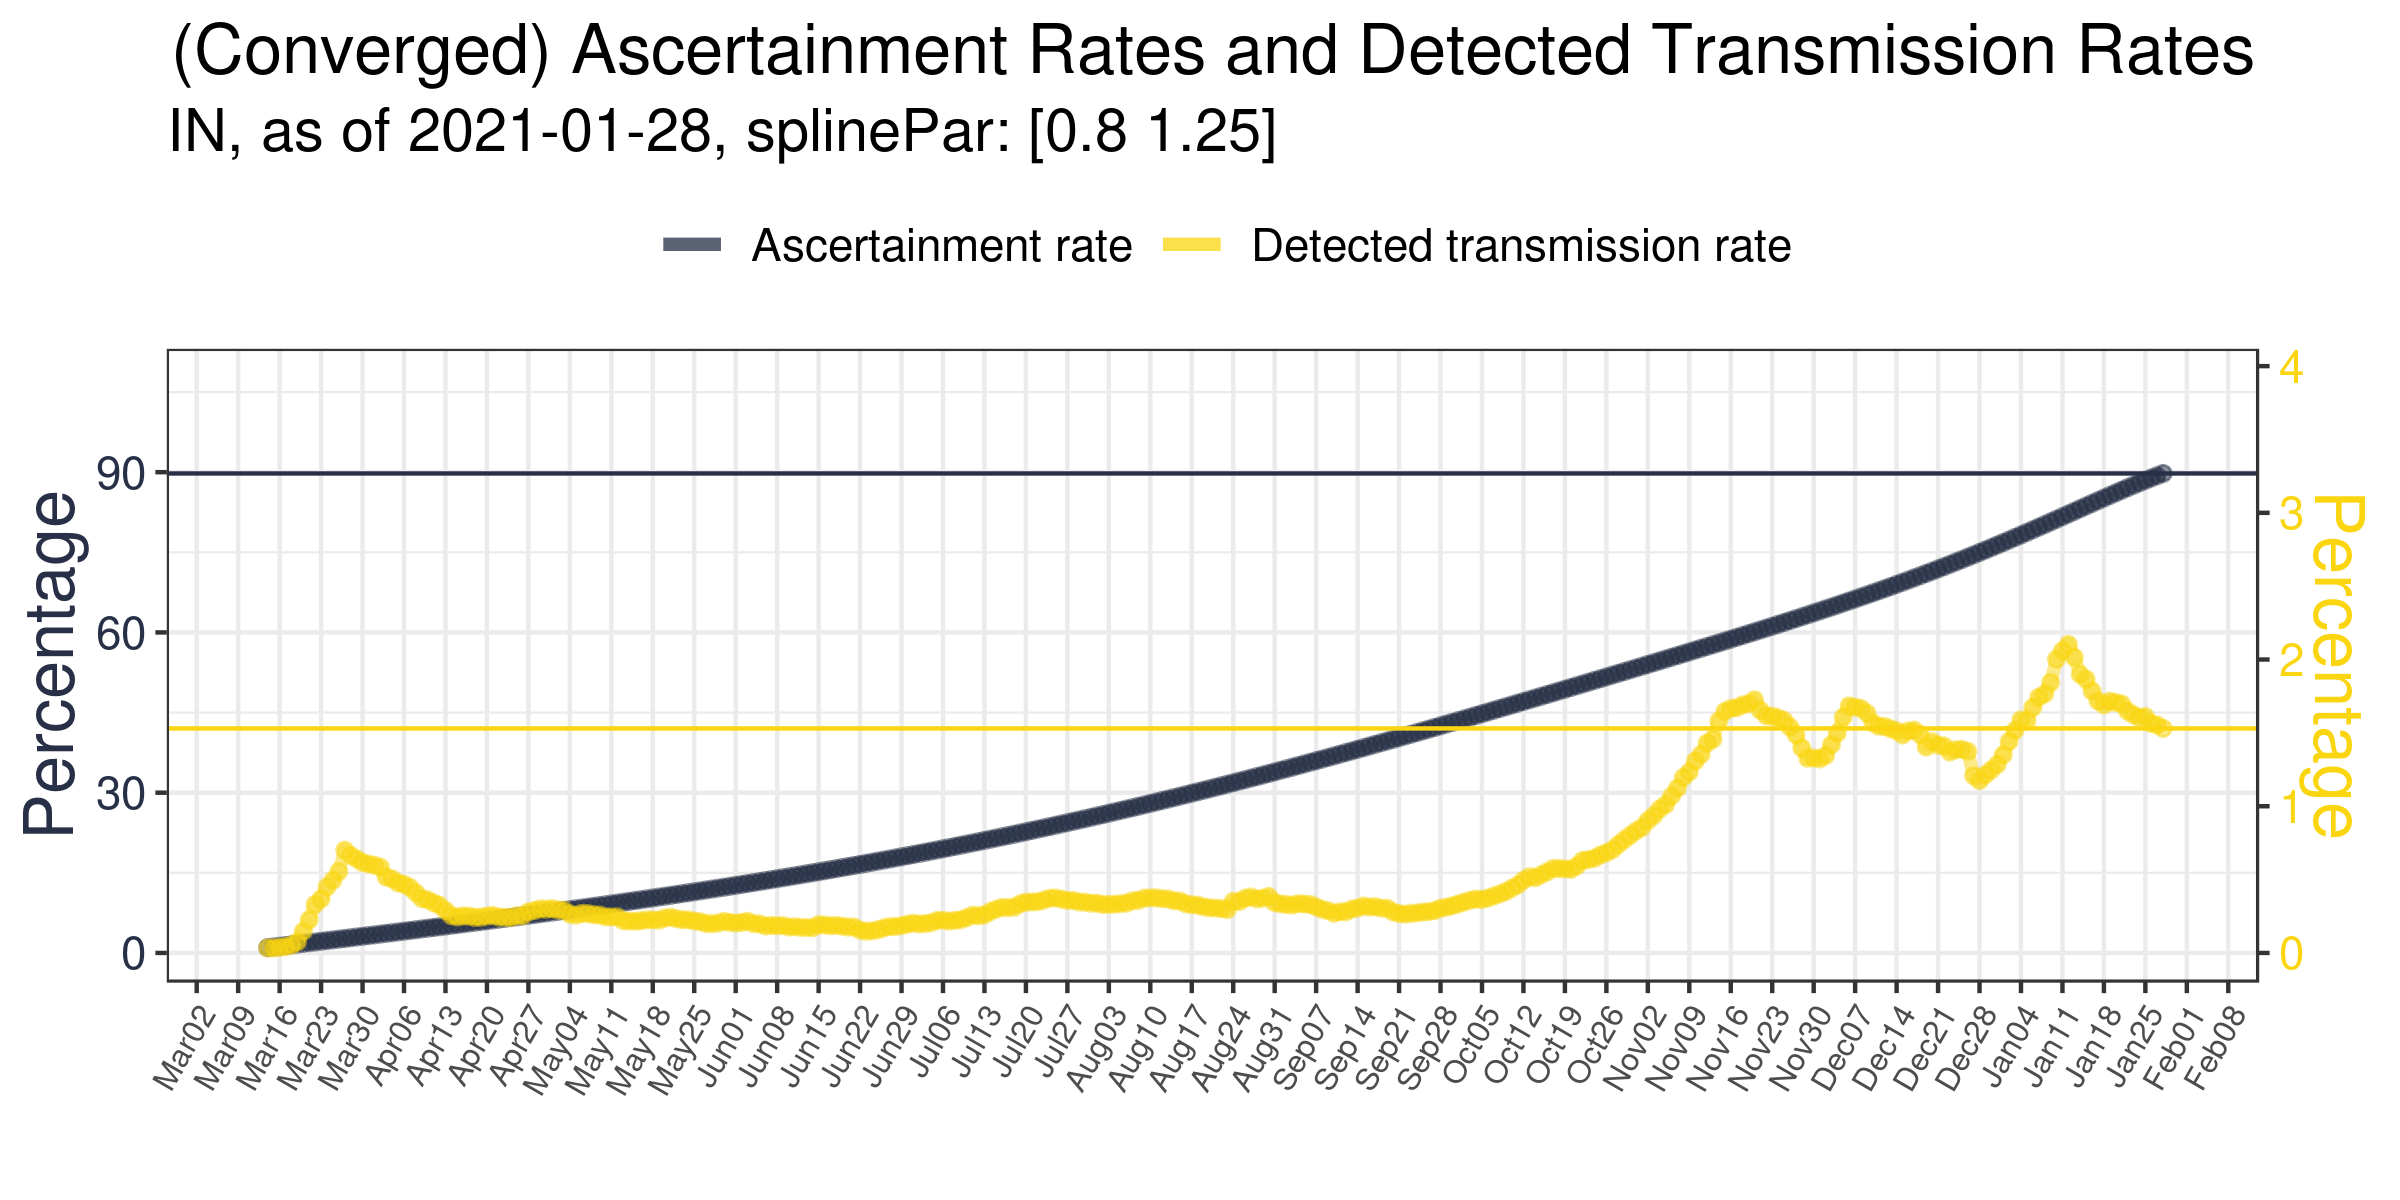 (Converged) Ascertainment Rates and Detected Transmission Rates
IN, as of 2021-01-28, splinePar: [0.8 1.25]
Ascertainment rate
Detected transmission rate
Percentage
90
60
30
0
4
3
2
1
0
Percentage
Mar02
Mar09
Mar16
Mar23
Mar30
Apr06
Apr13
Apr20
Apr27
May04
May11
May18
May25
Jun01
Jun08
Jun15
Jun22
Jun29
Jul06
Jul13
Jul20
Jul27
Aug03
Aug10
Aug17
Aug24
Aug31
Sep07
Sep14
Sep21
Sep28
Oct05
Oct12
Oct19
Oct26
Nov02
Nov09
Nov16
Nov23
Nov30
Dec07
Dec14
Dec21
Dec28
Jan04
Jan11
Jan18
Jan25
Feb01
Feb08